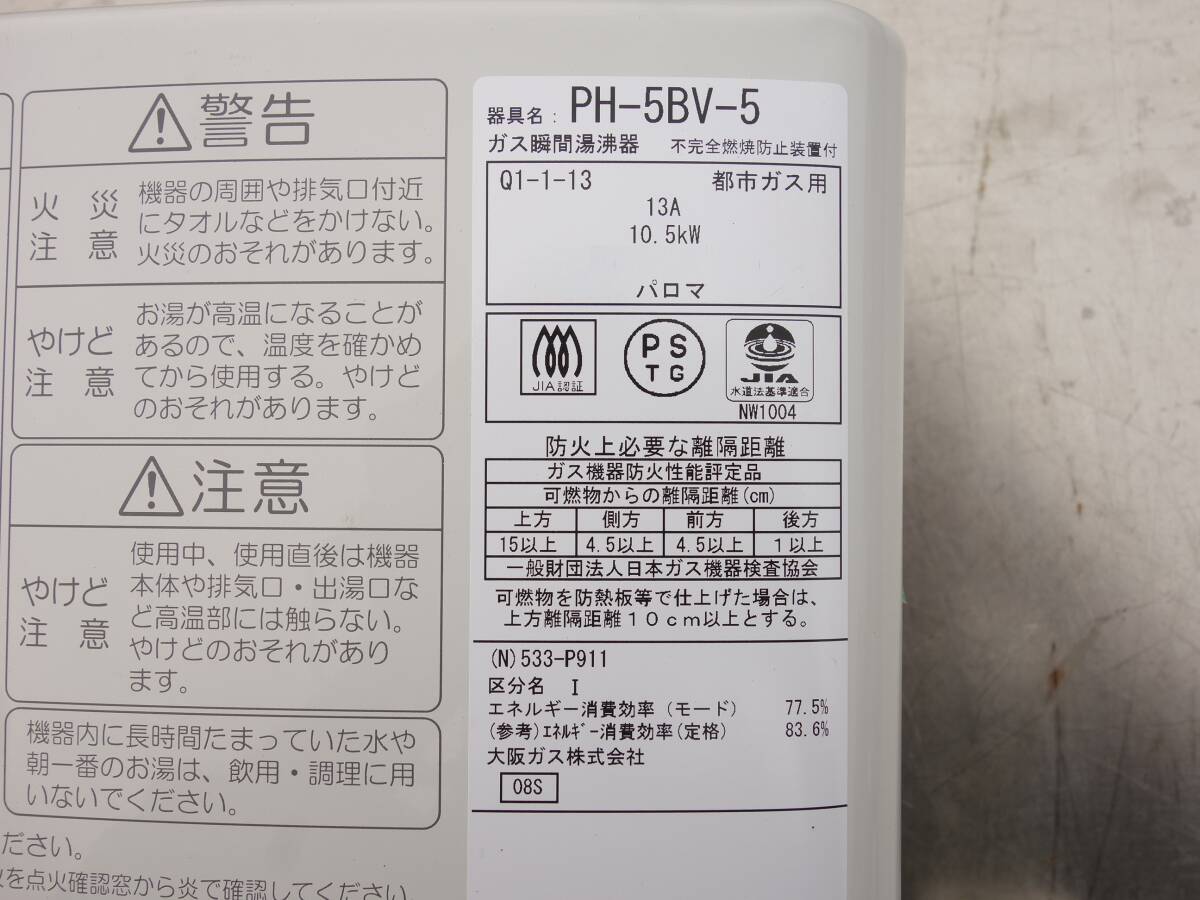 警告
火災注意
機器の周囲や排気口付近
にタオルなどをかけない。
火災のおそれがあります。
やけど注意
お湯が高温になることが
あるので、温度を確かめ
てから使用する。やけど
のおそれがあります。
注意
やけど注意
使用中、使用直後は機器
本体や排気口・出湯口な
ど高温部には触らない。
やけどのおそれがあり
ます。
機器内に長時間たまっていた水や
朝一番のお湯は、飲用・調理に用
いないでください。
ださい。
を点火確認窓から炎で確認してください
器具名: PH-5BV-5
ガス瞬間湯沸器 不完全燃焼防止装置付
Q1-1-13 都市ガス用
13A
10.5kW
パロマ
JIA認証
PS
TG
JIA
水道法基準適合
NW1004
防火上必要な離隔距離
ガス機器防火性能評定品
可燃物からの離隔距離(cm)
上方 側方 前方 後方
15以上 4.5以上 4.5以上 1以上
一般財団法人日本ガス機器検査協会
可燃物を防熱板等で仕上げた場合は、
上方離隔距離10cm以上とする。
(N)533-P911
区分名 I
エネルギー消費効率(モード) 77.5%
(参考)ｴﾈﾙｷﾞｰ消費効率(定格) 83.6%
大阪ガス株式会社
08S